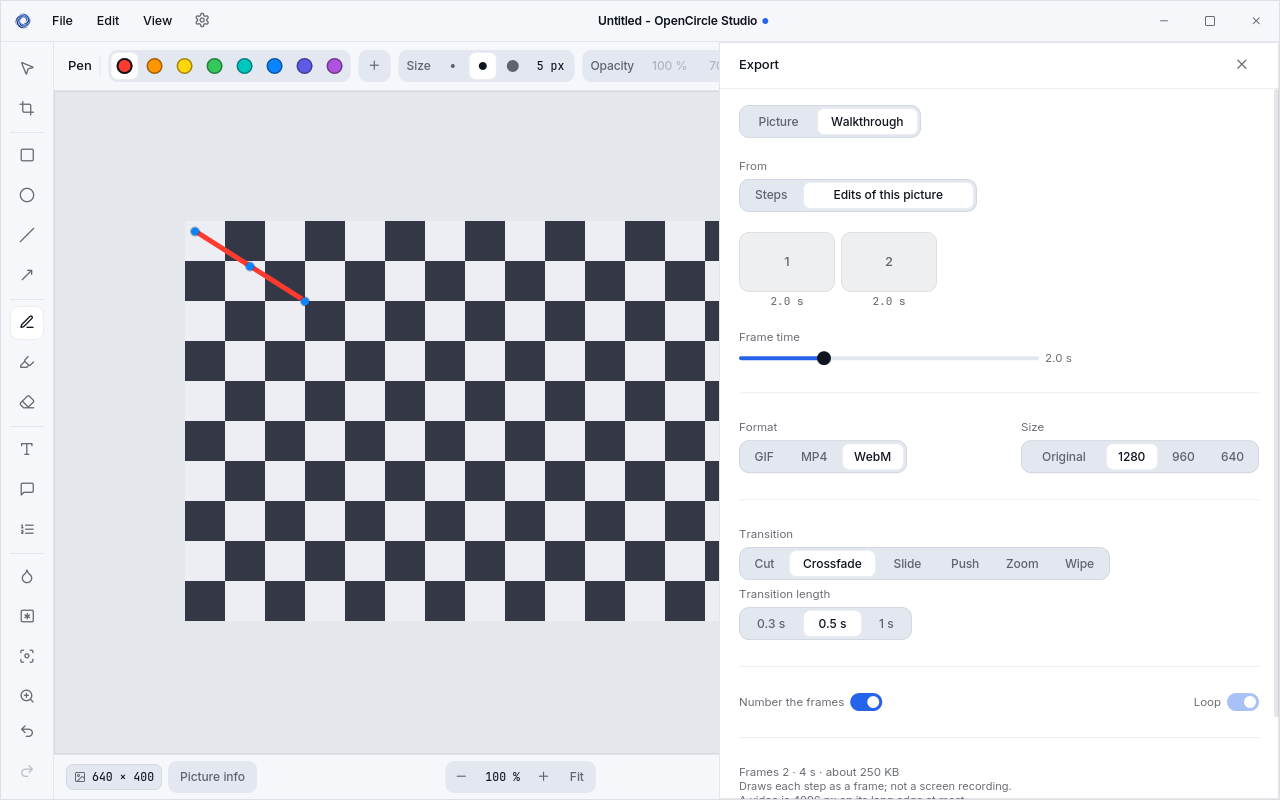 File Edit View
Untitled - OpenCircle Studio
Pen
Size
5 px
Opacity 100 %
Export
Picture Walkthrough
From
Steps Edits of this picture
1 2
2.0 s 2.0 s
Frame time
2.0 s
Format
GIF MP4 WebM
Size
Original 1280 960 640
Transition
Cut Crossfade Slide Push Zoom Wipe
Transition length
0.3 s 0.5 s 1 s
Number the frames
Loop
Frames 2 · 4 s · about 250 KB
Draws each step as a frame; not a screen recording.
640 × 400
Picture info
100 %
Fit